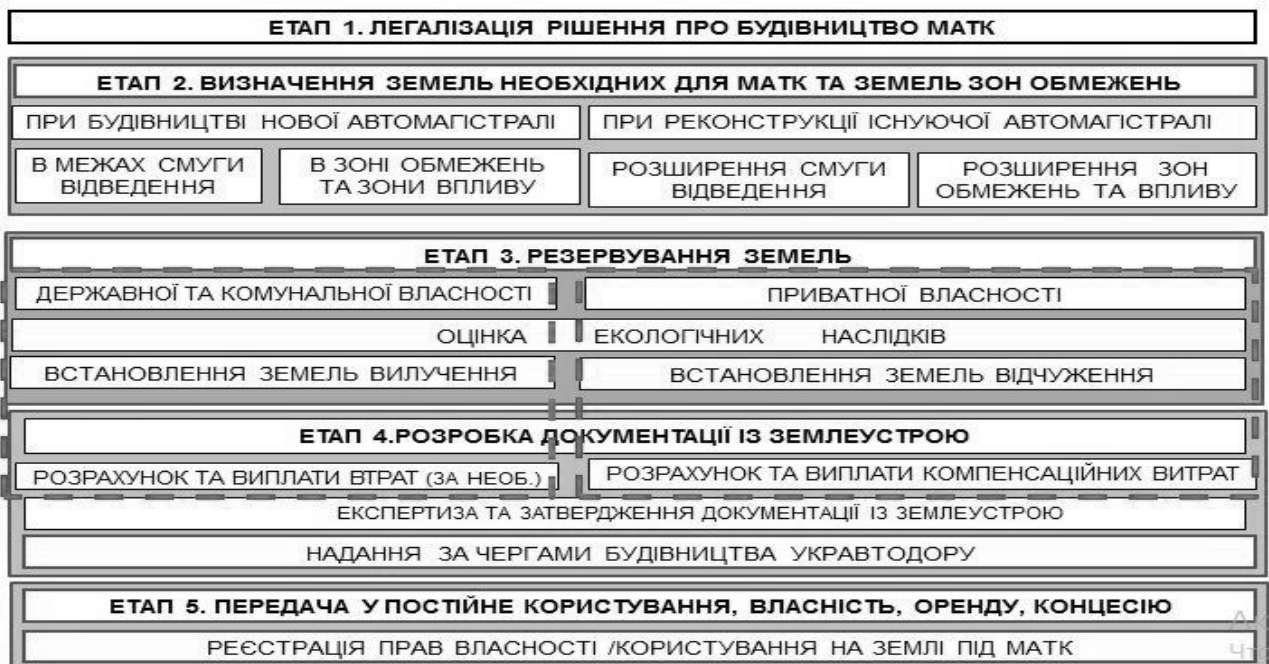 ЕТАП 1. ЛЕГАЛІЗАЦІЯ РІШЕННЯ ПРО БУДІВНИЦТВО МАТК
ЕТАП 2. ВИЗНАЧЕННЯ ЗЕМЕЛЬ НЕОБХІДНИХ ДЛЯ МАТК ТА ЗЕМЕЛЬ ЗОН ОБМЕЖЕНЬ
ПРИ БУДІВНИЦТВІ НОВОЇ АВТОМАГІСТРАЛІ
ПРИ РЕКОНСТРУКЦІЇ ІСНУЮЧОЇ АВТОМАГІСТРАЛІ
В МЕЖАХ СМУГИ
ВІДВЕДЕННЯ
В ЗОНІ ОБМЕЖЕНЬ
ТА ЗОНИ ВПЛИВУ
РОЗШИРЕННЯ СМУГИ
ВІДВЕДЕННЯ
РОЗШИРЕННЯ ЗОН
ОБМЕЖЕНЬ ТА ВПЛИВУ
ЕТАП 3. РЕЗЕРВУВАННЯ ЗЕМЕЛЬ
ДЕРЖАВНОЇ ТА КОМУНАЛЬНОЇ ВЛАСНОСТІ
ПРИВАТНОЇ ВЛАСНОСТІ
ОЦІНКА ЕКОЛОГІЧНИХ НАСЛІДКІВ
ВСТАНОВЛЕННЯ ЗЕМЕЛЬ ВИЛУЧЕННЯ
ВСТАНОВЛЕННЯ ЗЕМЕЛЬ ВІДЧУЖЕННЯ
ЕТАП 4.РОЗРОБКА ДОКУМЕНТАЦІЇ ІЗ ЗЕМЛЕУСТРОЮ
РОЗРАХУНОК ТА ВИПЛАТИ ВТРАТ (ЗА НЕОБ.)
РОЗРАХУНОК ТА ВИПЛАТИ КОМПЕНСАЦІЙНИХ ВИТРАТ
ЕКСПЕРТИЗА ТА ЗАТВЕРДЖЕННЯ ДОКУМЕНТАЦІЇ ІЗ ЗЕМЛЕУСТРОЮ
НАДАННЯ ЗА ЧЕРГАМИ БУДІВНИЦТВА УКРАВТОДОРУ
ЕТАП 5. ПЕРЕДАЧА У ПОСТІЙНЕ КОРИСТУВАННЯ, ВЛАСНІСТЬ, ОРЕНДУ, КОНЦЕСІЮ
РЕЄСТРАЦІЯ ПРАВ ВЛАСНОСТІ /КОРИСТУВАННЯ НА ЗЕМЛІ ПІД МАТК